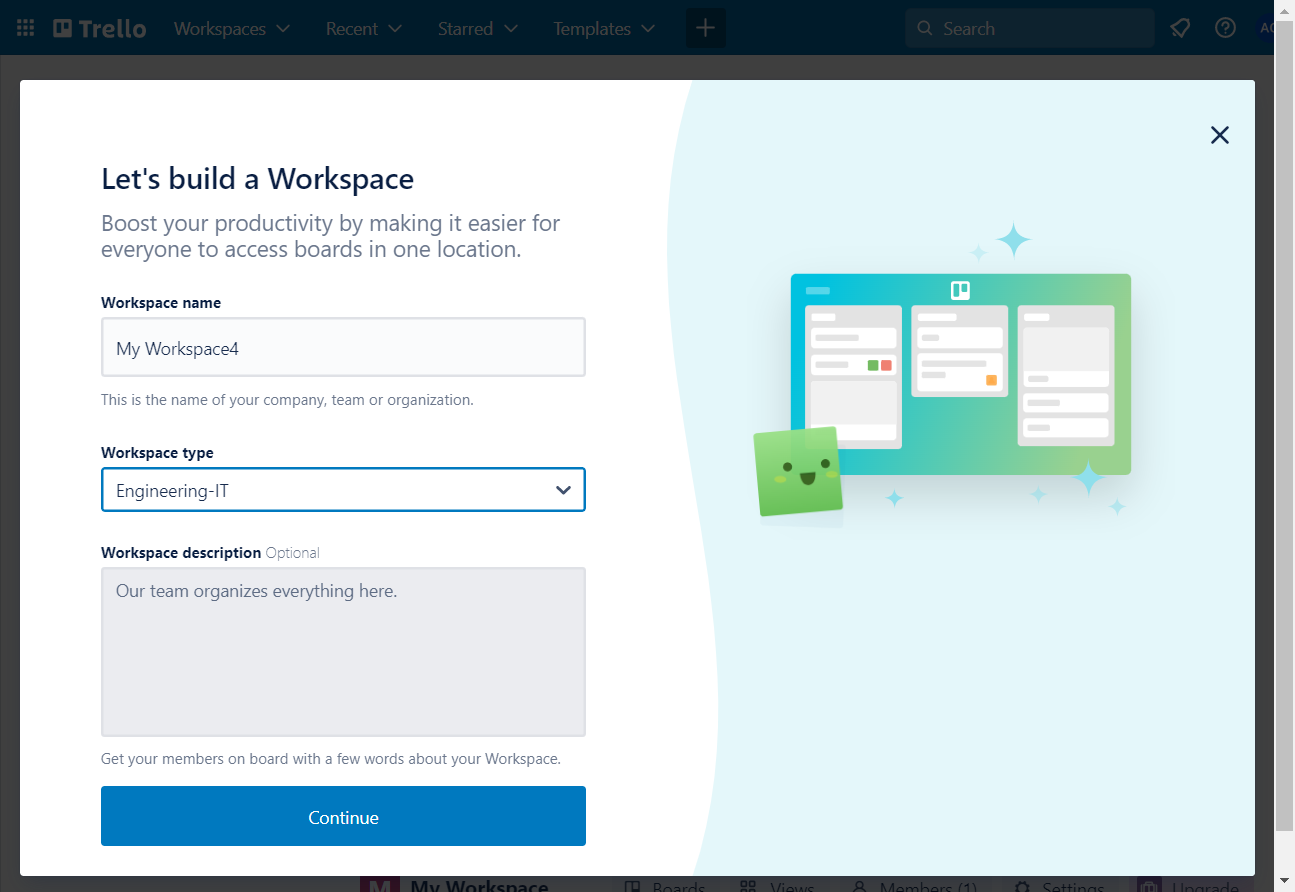 Trello Workspaces Recent Starred Templates Search
Let's build a Workspace
Boost your productivity by making it easier for
everyone to access boards in one location.
Workspace name
My Workspace4
This is the name of your company, team or organization.
Workspace type
Engineering-IT
Workspace description Optional
Our team organizes everything here.
Get your members on board with a few words about your Workspace.
Continue
M My Workspace Boards Views Members (1) Settings Upgrade